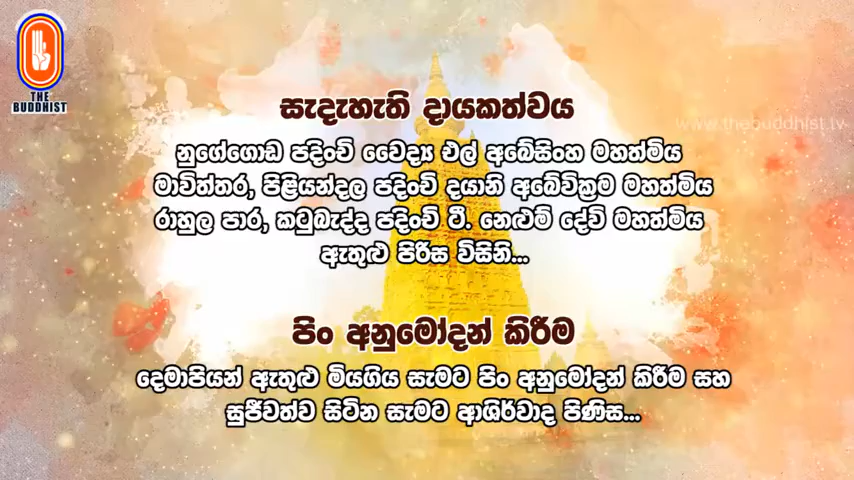 THE
BUDDHIST
www.thebuddhist.tv
සැදැහැති දායකත්වය
නුගේගොඩ පදිංචි වෛද්‍ය එල් අබේසිංහ මහත්මිය
මාවිත්තර, පිළියන්දල පදිංචි දයානි අබේවික්‍රම මහත්මිය
රාහුල පාර, කටුබැද්ද පදිංචි ටී. නෙළුම් දේවි මහත්මිය
ඇතුළු පිරිස විසිනි...
පිං අනුමෝදන් කිරීම
දෙමාපියන් ඇතුළු මියගිය සැමට පිං අනුමෝදන් කිරීම සහ
සුජීවත්ව සිටින සැමට ආශිර්වාද පිණිස...